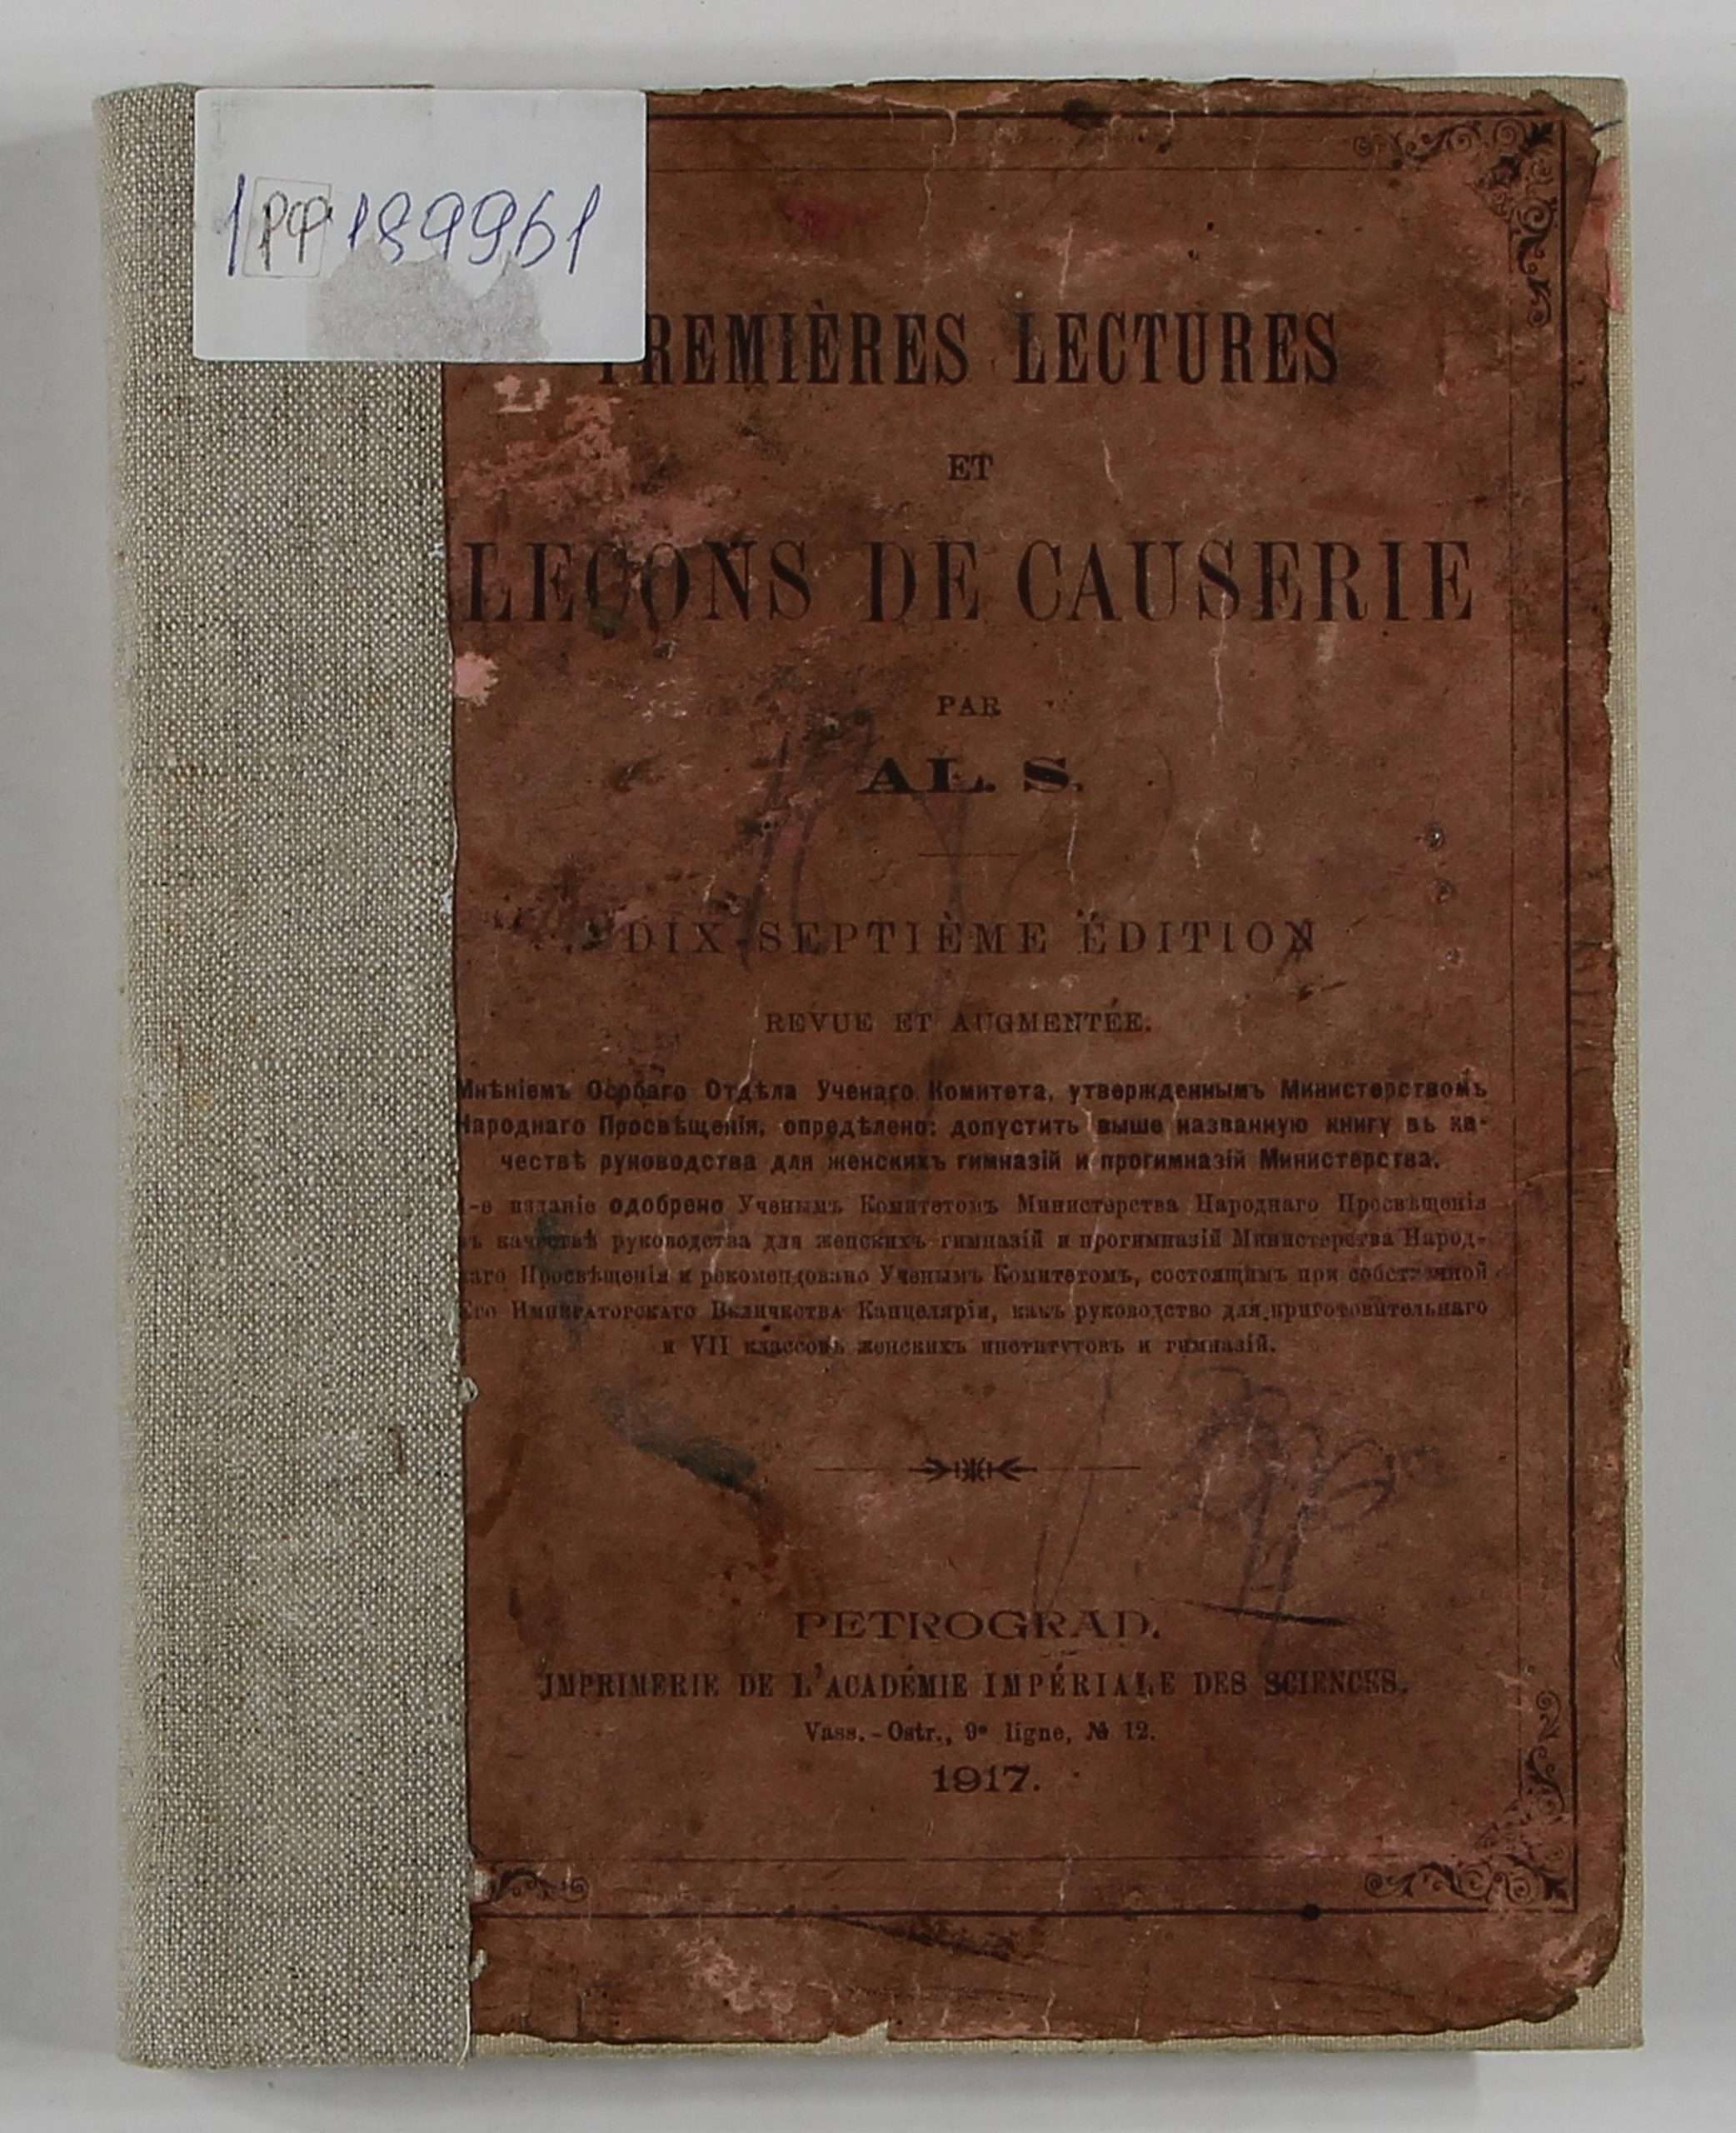 1 РФ 189961
PREMIÈRES LECTURES
ET
LEÇONS DE CAUSERIE
PAR
AL. S.
DIX-SEPTIÈME ÉDITION
REVUE ET AUGMENTÉE.
Мнѣніемъ Особаго Отдѣла Ученаго Комитета, утвержденнымъ Министерствомъ
Народнаго Просвѣщенія, опредѣлено: допустить выше названную книгу въ ка-
чествѣ руководства для женскихъ гимназій и прогимназій Министерства.
-е изданіе одобрено Ученымъ Комитетомъ Министерства Народнаго Просвѣщенія
въ качествѣ руководства для женскихъ гимназій и прогимназій Министерства Народ-
наго Просвѣщенія и рекомендовано Ученымъ Комитетомъ, состоящимъ при собственной
Его Императорскаго Величества Канцеляріи, какъ руководство для приготовительнаго
и VII классовъ женскихъ институтовъ и гимназій.
PETROGRAD.
IMPRIMERIE DE L'ACADÉMIE IMPÉRIALE DES SCIENCES.
Vass.-Ostr., 9e ligne, № 12.
1917.